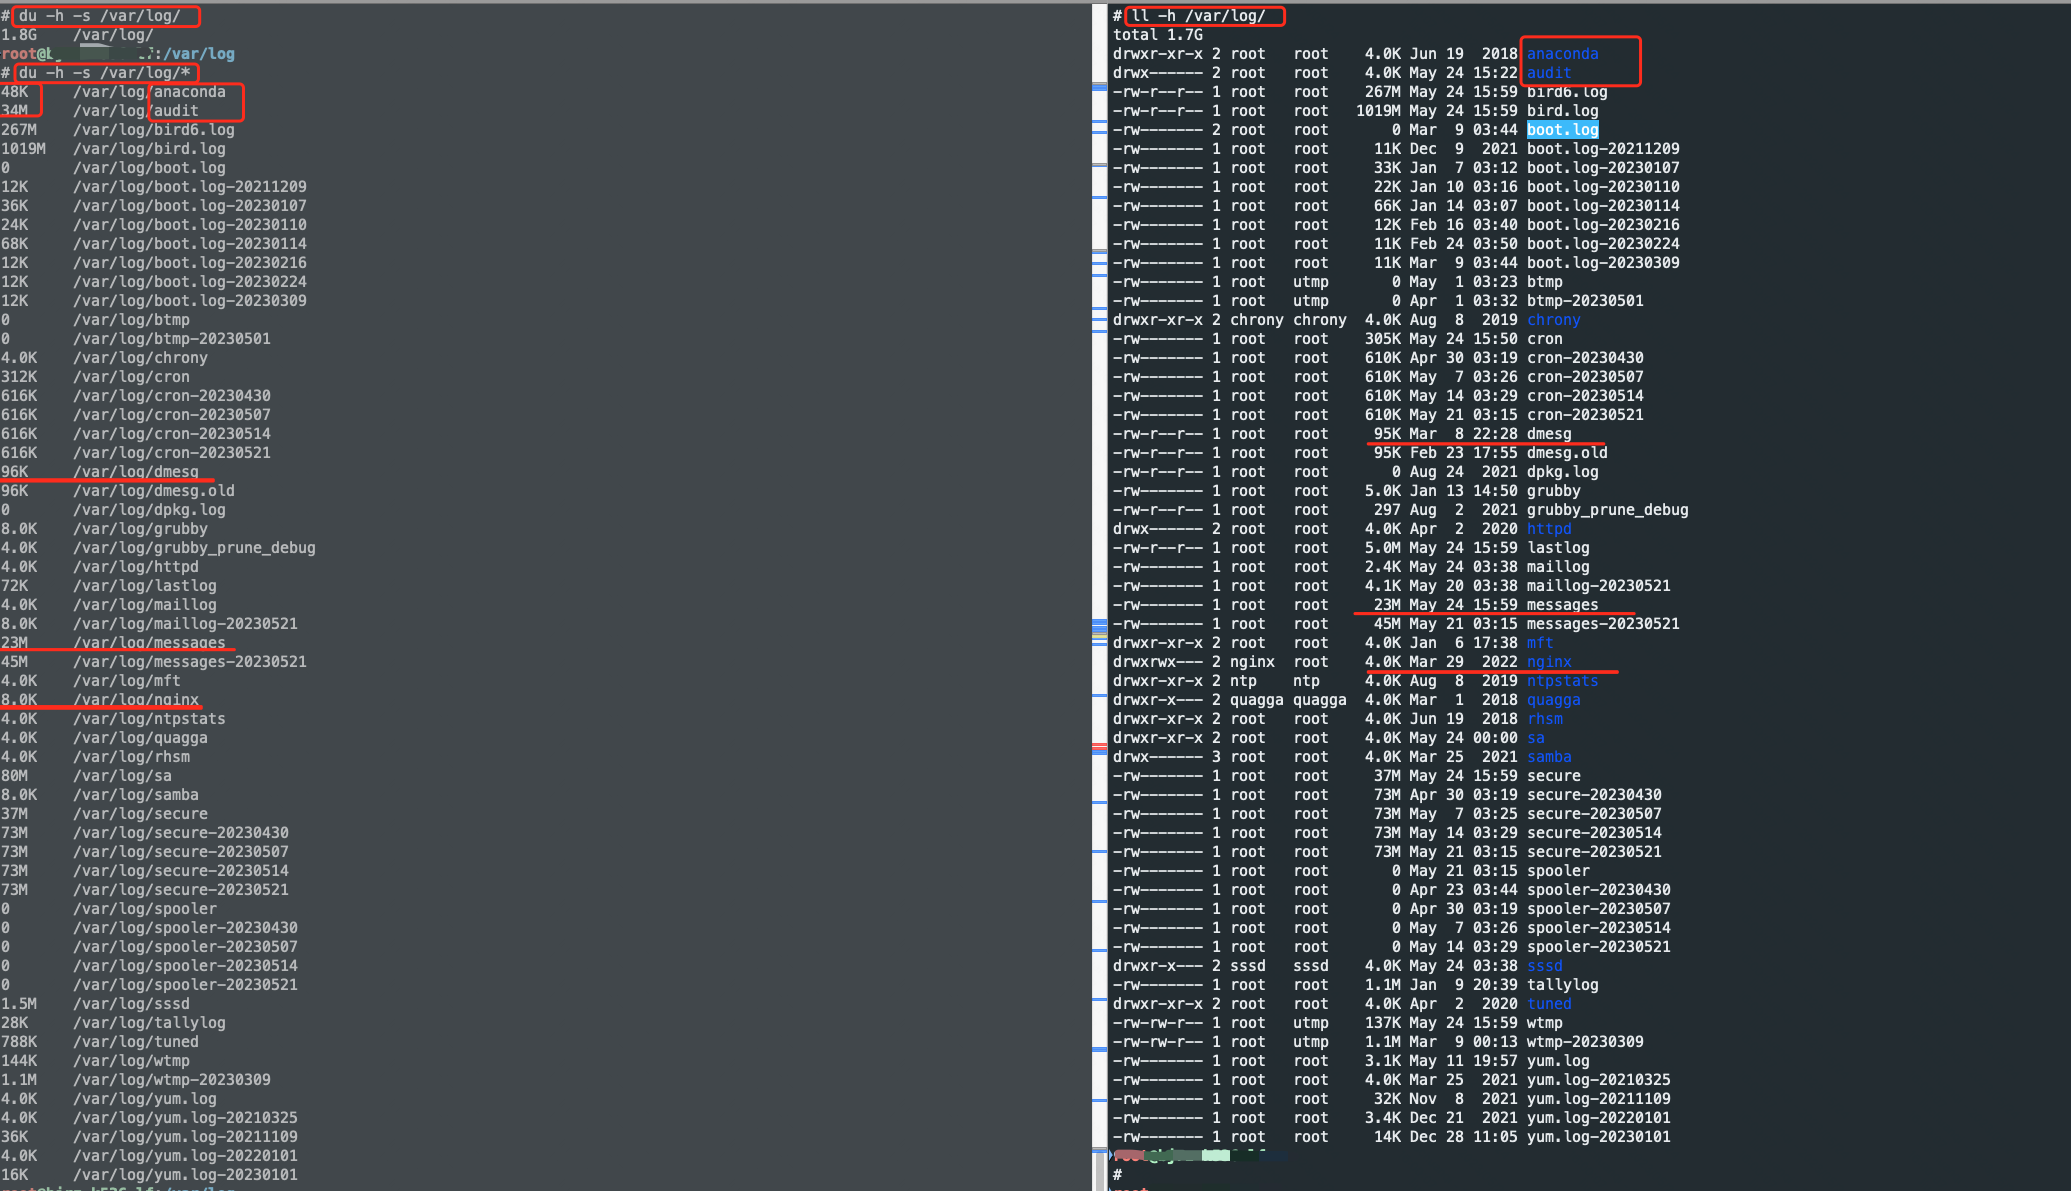 # du -h -s /var/log/
1.8G /var/log/
root@ :/var/log
# du -h -s /var/log/*
48K /var/log/anaconda
34M /var/log/audit
267M /var/log/bird6.log
1019M /var/log/bird.log
0 /var/log/boot.log
12K /var/log/boot.log-20211209
36K /var/log/boot.log-20230107
24K /var/log/boot.log-20230110
68K /var/log/boot.log-20230114
12K /var/log/boot.log-20230216
12K /var/log/boot.log-20230224
12K /var/log/boot.log-20230309
0 /var/log/btmp
0 /var/log/btmp-20230501
4.0K /var/log/chrony
312K /var/log/cron
616K /var/log/cron-20230430
616K /var/log/cron-20230507
616K /var/log/cron-20230514
616K /var/log/cron-20230521
96K /var/log/dmesg
96K /var/log/dmesg.old
0 /var/log/dpkg.log
8.0K /var/log/grubby
4.0K /var/log/grubby_prune_debug
4.0K /var/log/httpd
72K /var/log/lastlog
4.0K /var/log/maillog
8.0K /var/log/maillog-20230521
23M /var/log/messages
45M /var/log/messages-20230521
4.0K /var/log/mft
8.0K /var/log/nginx
4.0K /var/log/ntpstats
4.0K /var/log/quagga
4.0K /var/log/rhsm
80M /var/log/sa
8.0K /var/log/samba
37M /var/log/secure
73M /var/log/secure-20230430
73M /var/log/secure-20230507
73M /var/log/secure-20230514
73M /var/log/secure-20230521
0 /var/log/spooler
0 /var/log/spooler-20230430
0 /var/log/spooler-20230507
0 /var/log/spooler-20230514
0 /var/log/spooler-20230521
1.5M /var/log/sssd
28K /var/log/tallylog
788K /var/log/tuned
144K /var/log/wtmp
1.1M /var/log/wtmp-20230309
4.0K /var/log/yum.log
4.0K /var/log/yum.log-20210325
36K /var/log/yum.log-20211109
4.0K /var/log/yum.log-20220101
16K /var/log/yum.log-20230101
# ll -h /var/log/
total 1.7G
drwxr-xr-x 2 root root 4.0K Jun 19 2018 anaconda
drwx------ 2 root root 4.0K May 24 15:22 audit
-rw-r--r-- 1 root root 267M May 24 15:59 bird6.log
-rw-r--r-- 1 root root 1019M May 24 15:59 bird.log
-rw------- 2 root root 0 Mar 9 03:44 boot.log
-rw------- 1 root root 11K Dec 9 2021 boot.log-20211209
-rw------- 1 root root 33K Jan 7 03:12 boot.log-20230107
-rw------- 1 root root 22K Jan 10 03:16 boot.log-20230110
-rw------- 1 root root 66K Jan 14 03:07 boot.log-20230114
-rw------- 1 root root 12K Feb 16 03:40 boot.log-20230216
-rw------- 1 root root 11K Feb 24 03:50 boot.log-20230224
-rw------- 1 root root 11K Mar 9 03:44 boot.log-20230309
-rw------- 1 root utmp 0 May 1 03:23 btmp
-rw------- 1 root utmp 0 Apr 1 03:32 btmp-20230501
drwxr-xr-x 2 chrony chrony 4.0K Aug 8 2019 chrony
-rw------- 1 root root 305K May 24 15:50 cron
-rw------- 1 root root 610K Apr 30 03:19 cron-20230430
-rw------- 1 root root 610K May 7 03:26 cron-20230507
-rw------- 1 root root 610K May 14 03:29 cron-20230514
-rw------- 1 root root 610K May 21 03:15 cron-20230521
-rw-r--r-- 1 root root 95K Mar 8 22:28 dmesg
-rw-r--r-- 1 root root 95K Feb 23 17:55 dmesg.old
-rw-r--r-- 1 root root 0 Aug 24 2021 dpkg.log
-rw------- 1 root root 5.0K Jan 13 14:50 grubby
-rw-r--r-- 1 root root 297 Aug 2 2021 grubby_prune_debug
drwx------ 2 root root 4.0K Apr 2 2020 httpd
-rw-r--r-- 1 root root 5.0M May 24 15:59 lastlog
-rw------- 1 root root 2.4K May 24 03:38 maillog
-rw------- 1 root root 4.1K May 20 03:38 maillog-20230521
-rw------- 1 root root 23M May 24 15:59 messages
-rw------- 1 root root 45M May 21 03:15 messages-20230521
drwxr-xr-x 2 root root 4.0K Jan 6 17:38 mft
drwxrwx--- 2 nginx root 4.0K Mar 29 2022 nginx
drwxr-xr-x 2 ntp ntp 4.0K Aug 8 2019 ntpstats
drwxr-x--- 2 quagga quagga 4.0K Mar 1 2018 quagga
drwxr-xr-x 2 root root 4.0K Jun 19 2018 rhsm
drwxr-xr-x 2 root root 4.0K May 24 00:00 sa
drwx------ 3 root root 4.0K Mar 25 2021 samba
-rw------- 1 root root 37M May 24 15:59 secure
-rw------- 1 root root 73M Apr 30 03:19 secure-20230430
-rw------- 1 root root 73M May 7 03:25 secure-20230507
-rw------- 1 root root 73M May 14 03:29 secure-20230514
-rw------- 1 root root 73M May 21 03:15 secure-20230521
-rw------- 1 root root 0 May 21 03:15 spooler
-rw------- 1 root root 0 Apr 23 03:44 spooler-20230430
-rw------- 1 root root 0 Apr 30 03:19 spooler-20230507
-rw------- 1 root root 0 May 7 03:26 spooler-20230514
-rw------- 1 root root 0 May 14 03:29 spooler-20230521
drwxr-x--- 2 sssd sssd 4.0K May 24 03:38 sssd
-rw------- 1 root root 1.1M Jan 9 20:39 tallylog
drwxr-xr-x 2 root root 4.0K Apr 2 2020 tuned
-rw-rw-r-- 1 root utmp 137K May 24 15:59 wtmp
-rw-rw-r-- 1 root utmp 1.1M Mar 9 00:13 wtmp-20230309
-rw------- 1 root root 3.1K May 11 19:57 yum.log
-rw------- 1 root root 4.0K Mar 25 2021 yum.log-20210325
-rw------- 1 root root 32K Nov 8 2021 yum.log-20211109
-rw------- 1 root root 3.4K Dec 21 2021 yum.log-20220101
-rw------- 1 root root 14K Dec 28 11:05 yum.log-20230101
#